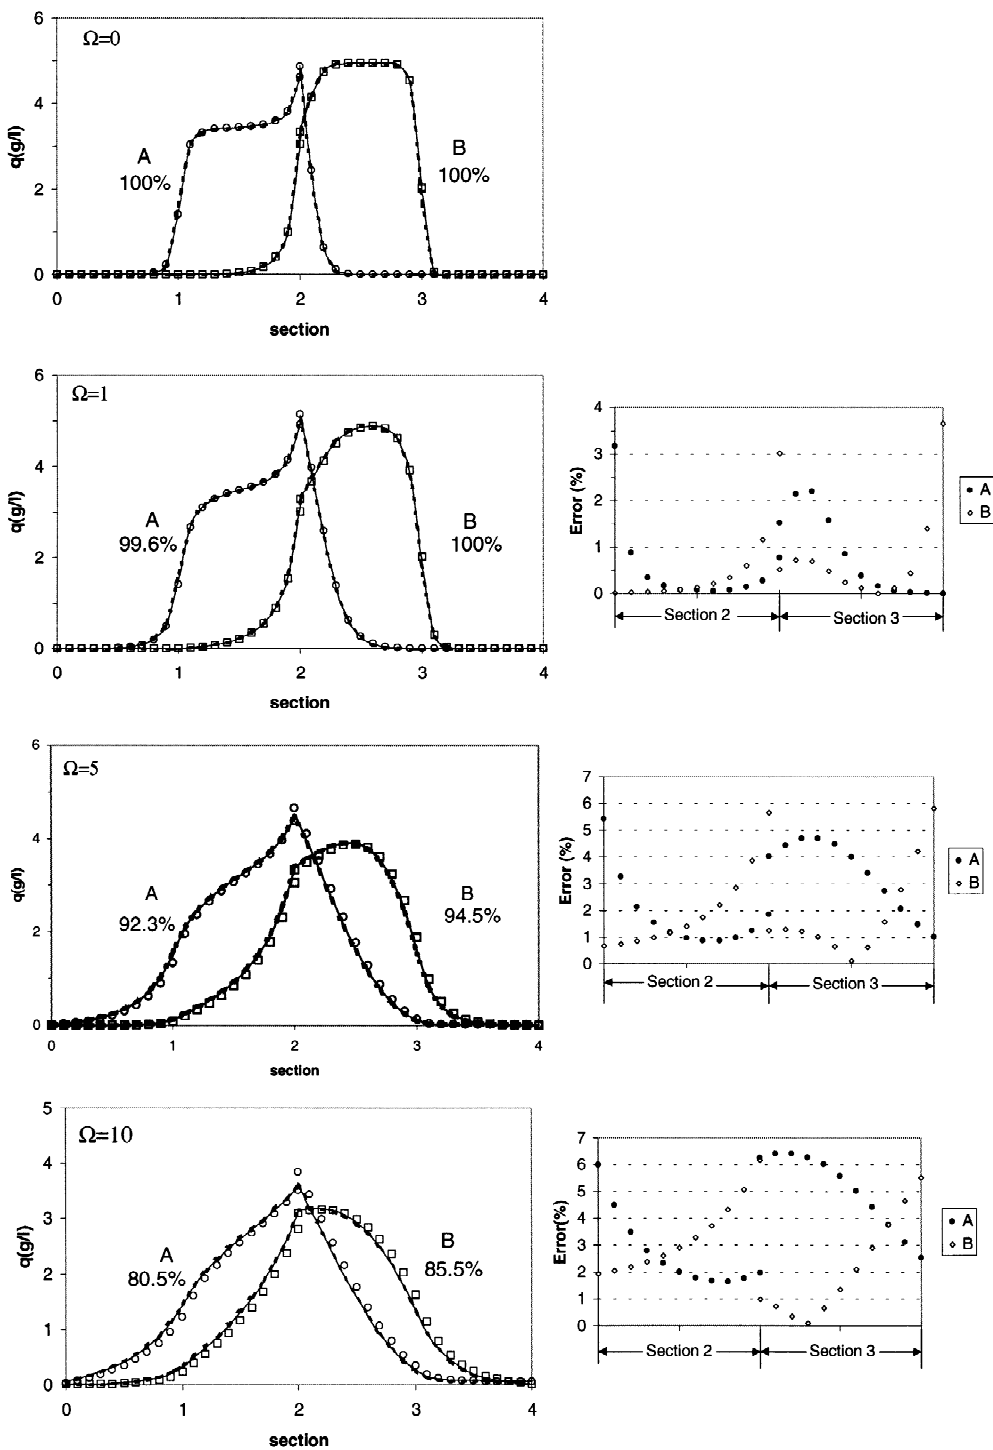 6
Ω=0
4
q(g/l)
A
100%
B
100%
2
0
0 1 2 3 4
section
6
Ω=1
4
q(g/l)
A
99.6%
B
100%
2
0
0 1 2 3 4
section
4
3
Error (%)
2
1
0
A
B
Section 2 Section 3
6
Ω=5
4
q(g/l)
A
92.3%
B
94.5%
2
0
0 1 2 3 4
section
7
6
5
Error (%)
4
3
2
1
0
A
B
Section 2 Section 3
5
Ω=10
4
3
q(g/l)
A
80.5%
B
85.5%
2
1
0
0 1 2 3 4
section
7
6
5
Error(%)
4
3
2
1
0
A
B
Section 2 Section 3